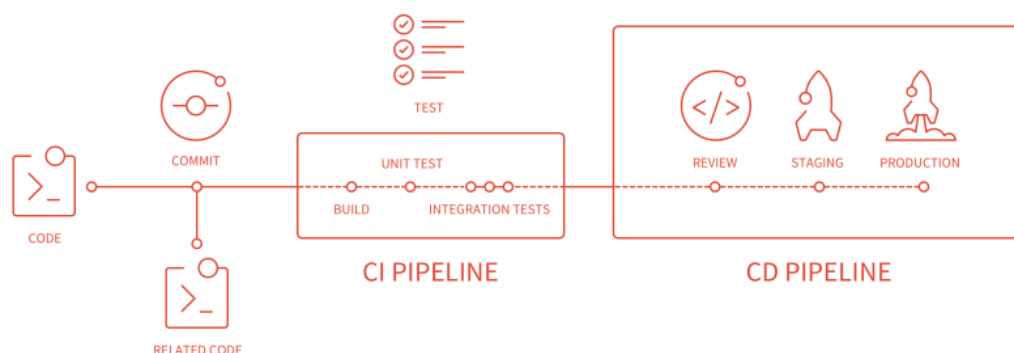 TEST
COMMIT
UNIT TEST
REVIEW
STAGING
PRODUCTION
BUILD
INTEGRATION TESTS
CODE
CI PIPELINE
CD PIPELINE
RELATED CODE